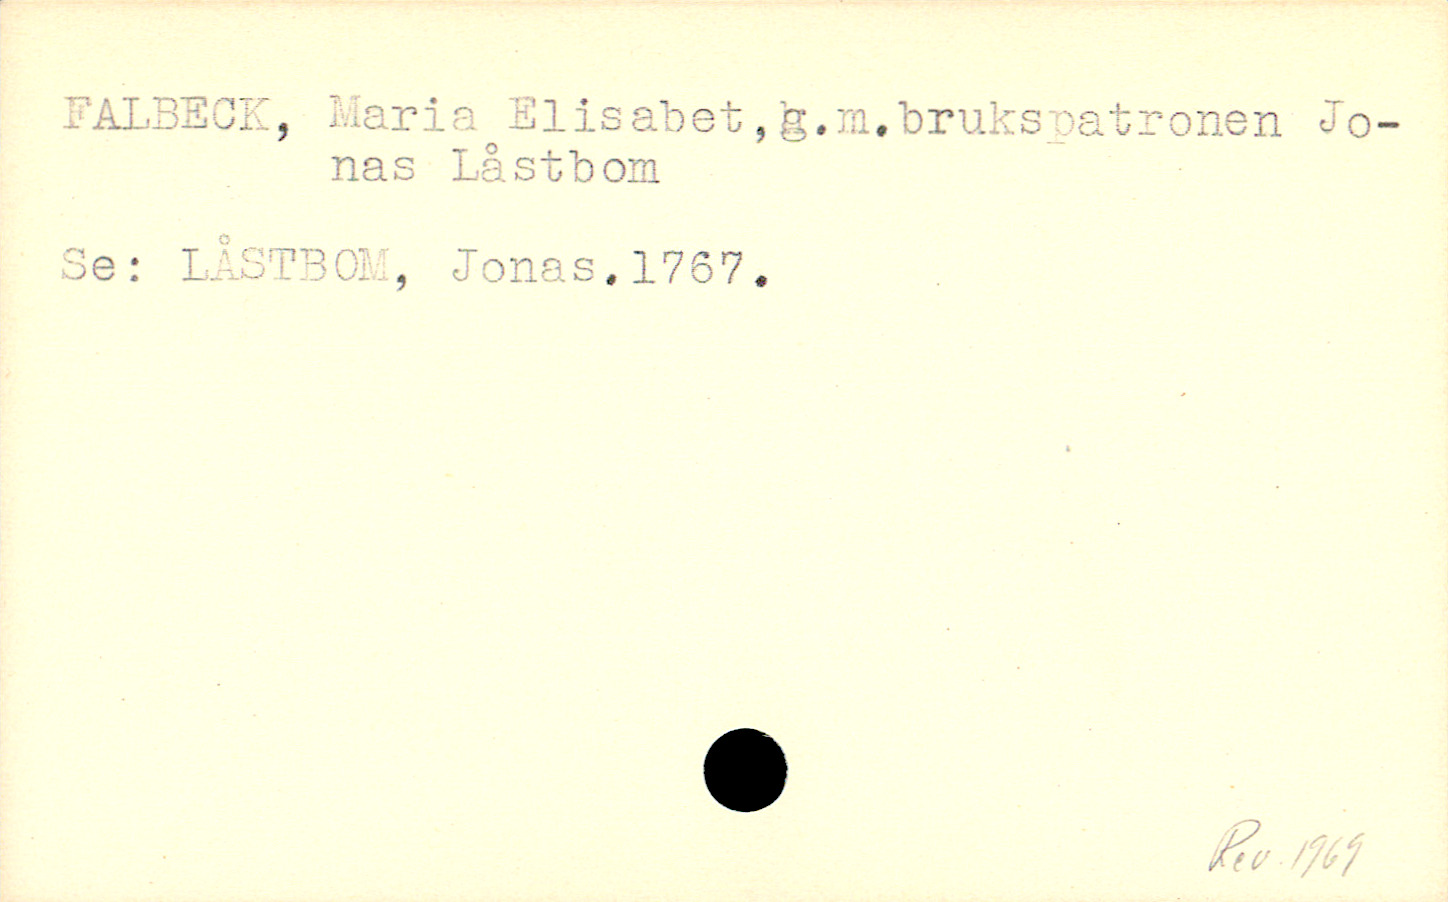 FALBECK, Maria Elisabet,g.m.brukspatronen Jo-
nas Låstbom
Se: LÅSTBOM, Jonas.1767.
Rev. 1969